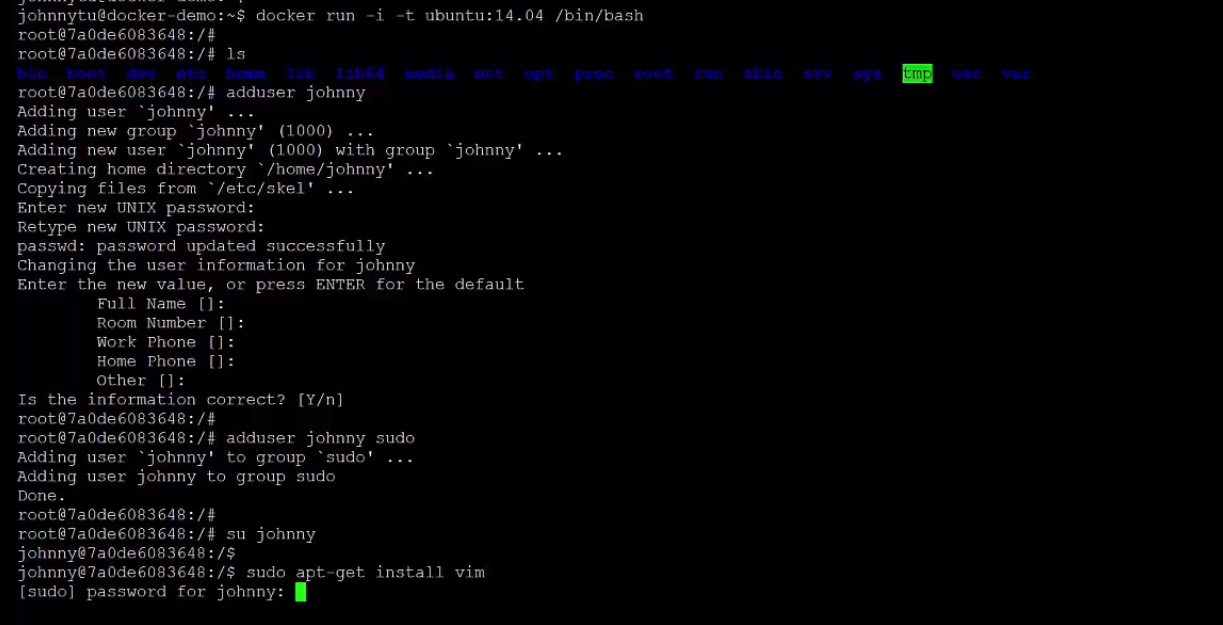 johnnytu@docker-demo:~$ docker run -i -t ubuntu:14.04 /bin/bash
root@7a0de6083648:/#
root@7a0de6083648:/# ls
bin boot dev etc home lib lib64 media mnt opt proc root run sbin srv sys tmp usr var
root@7a0de6083648:/# adduser johnny
Adding user `johnny' ...
Adding new group `johnny' (1000) ...
Adding new user `johnny' (1000) with group `johnny' ...
Creating home directory `/home/johnny' ...
Copying files from `/etc/skel' ...
Enter new UNIX password:
Retype new UNIX password:
passwd: password updated successfully
Changing the user information for johnny
Enter the new value, or press ENTER for the default
Full Name []:
Room Number []:
Work Phone []:
Home Phone []:
Other []:
Is the information correct? [Y/n]
root@7a0de6083648:/#
root@7a0de6083648:/# adduser johnny sudo
Adding user `johnny' to group `sudo' ...
Adding user johnny to group sudo
Done.
root@7a0de6083648:/#
root@7a0de6083648:/# su johnny
johnny@7a0de6083648:/$
johnny@7a0de6083648:/$ sudo apt-get install vim
[sudo] password for johnny: